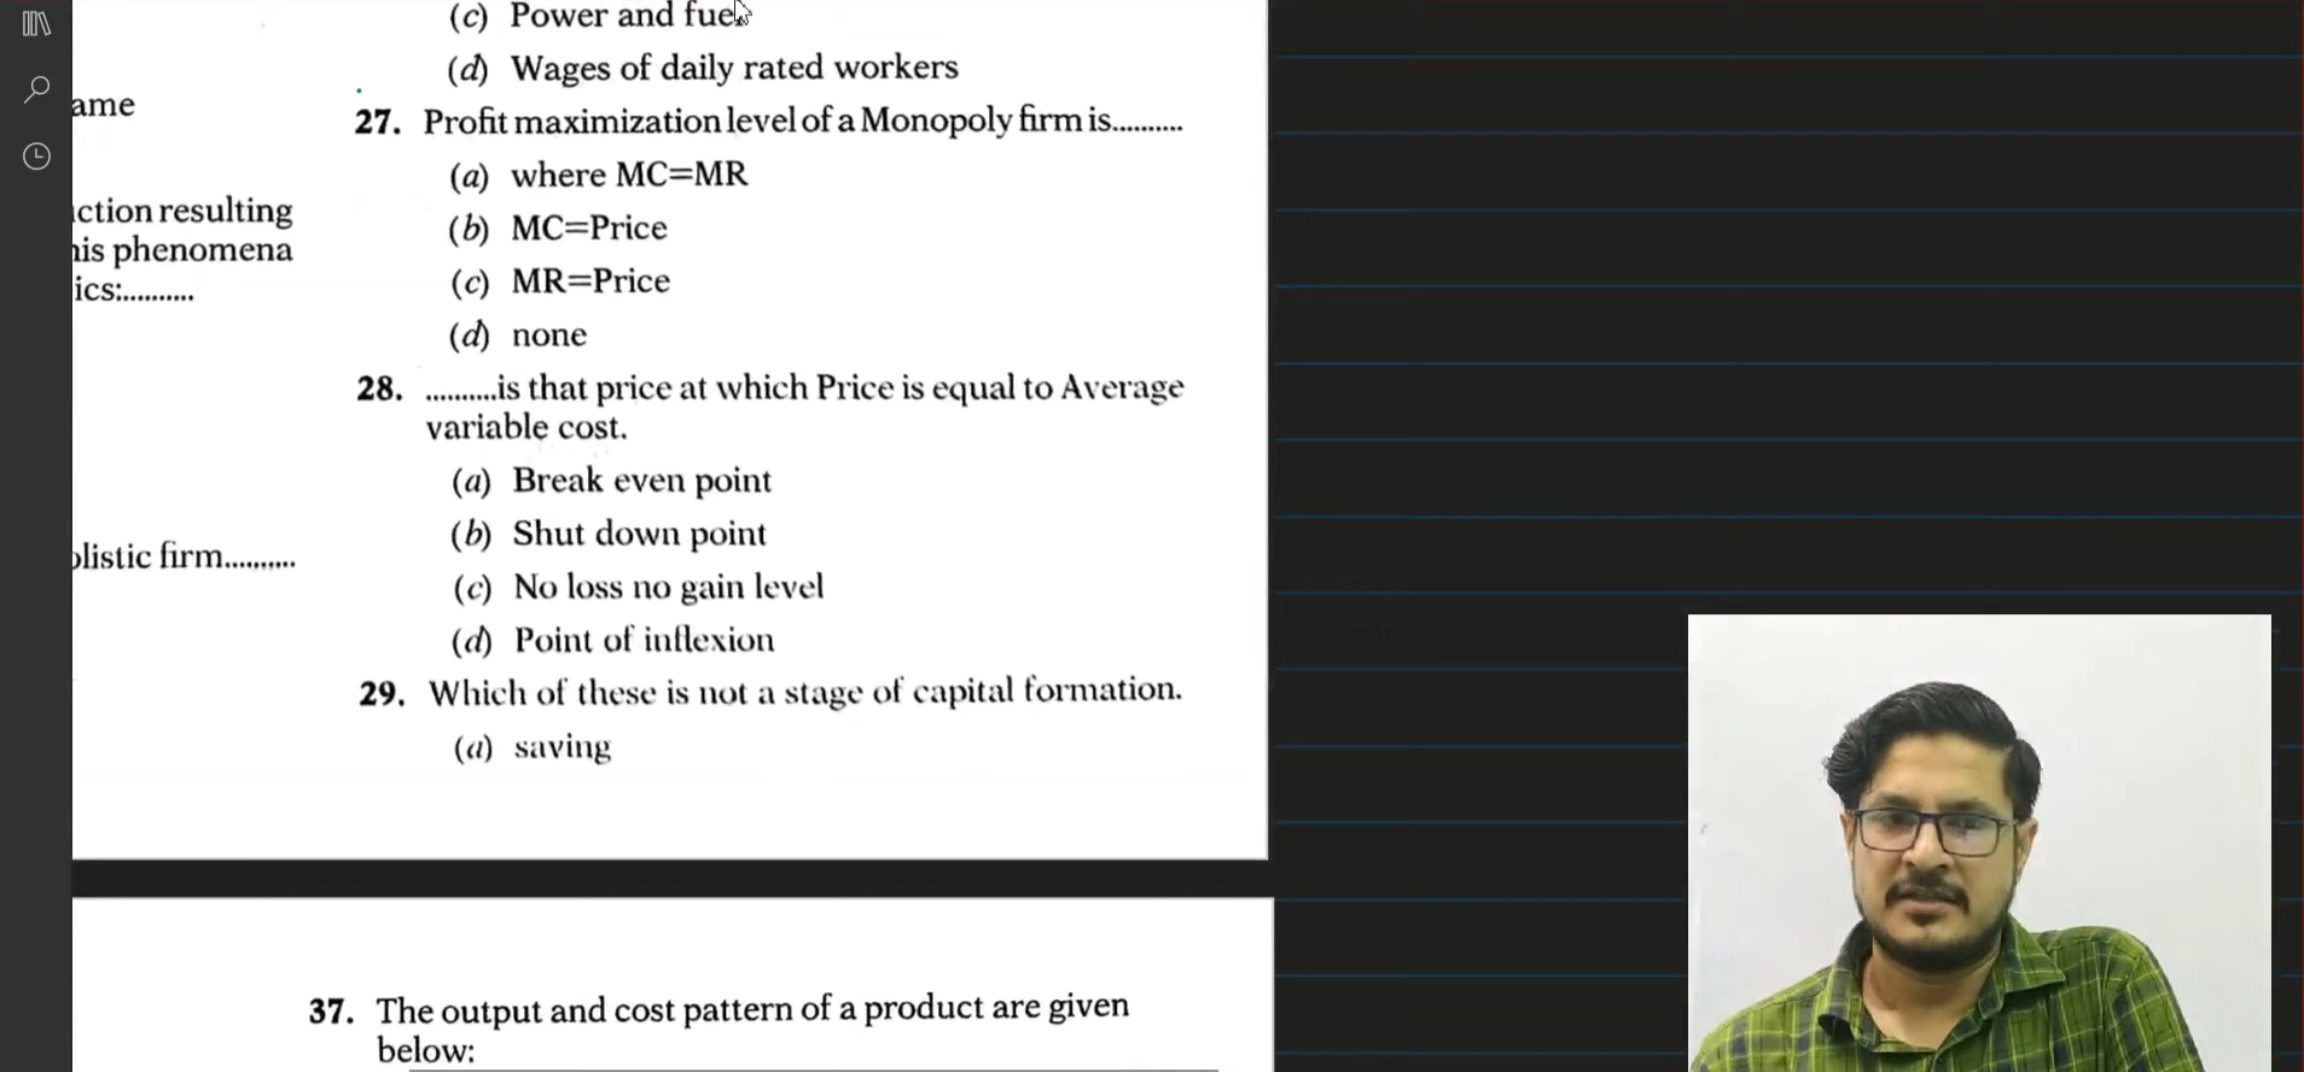 ame
ction resulting
his phenomena
ics:..........
olistic firm..........
(c) Power and fuel
(d) Wages of daily rated workers
27. Profit maximization level of a Monopoly firm is..........
(a) where MC=MR
(b) MC=Price
(c) MR=Price
(d) none
28. ..........is that price at which Price is equal to Average
variable cost.
(a) Break even point
(b) Shut down point
(c) No loss no gain level
(d) Point of inflexion
29. Which of these is not a stage of capital formation.
(a) saving
37. The output and cost pattern of a product are given
below: